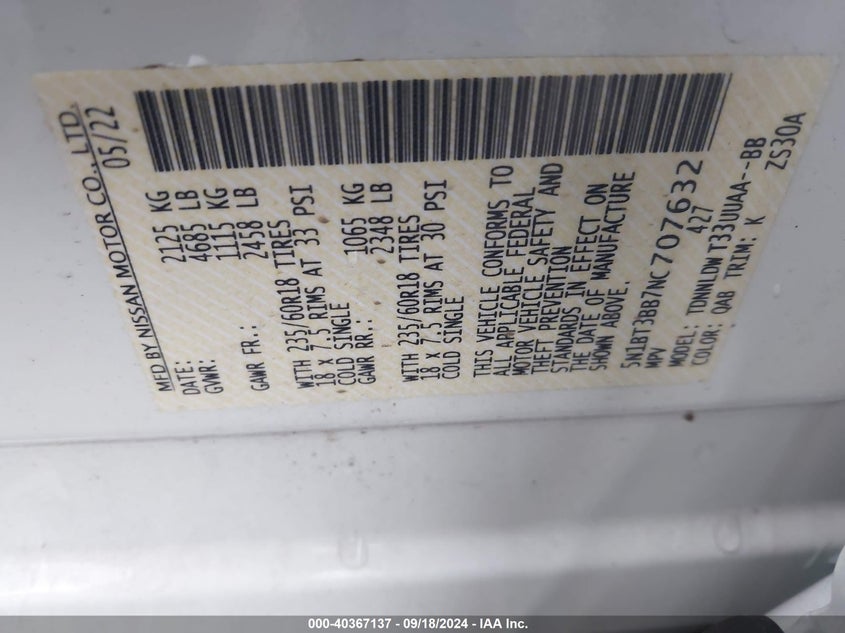 MFD BY NISSAN MOTOR CO., LTD.
DATE: 05/22
GVWR: 2125 KG
4685 LB
GAWR FR.: 1115 KG
2458 LB
WITH 235/60R18 TIRES
18 x 7.5 RIMS AT 33 PSI
COLD SINGLE
GAWR RR.: 1065 KG
2348 LB
WITH 235/60R18 TIRES
18 x 7.5 RIMS AT 30 PSI
COLD SINGLE
THIS VEHICLE CONFORMS TO
ALL APPLICABLE FEDERAL
MOTOR VEHICLE SAFETY AND
THEFT PREVENTION
STANDARDS IN EFFECT ON
THE DATE OF MANUFACTURE
SHOWN ABOVE.
5N1BT3BB7NC707632
MPV 427
MODEL: TDNNLDWT33UUAA--BB
COLOR: QAB TRIM: K ZS30A
000-40367137 - 09/18/2024 - IAA Inc.